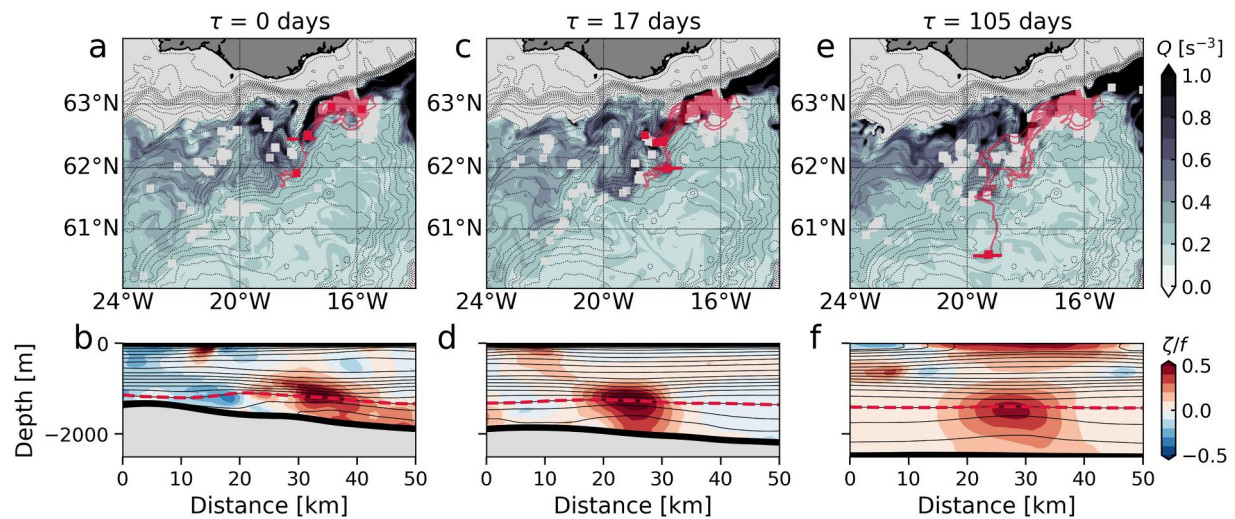 τ = 0 days
τ = 17 days
τ = 105 days
a
c
e
Q [s⁻³]
63°N
62°N
61°N
63°N
62°N
61°N
63°N
62°N
61°N
24°W 20°W 16°W
24°W 20°W 16°W
24°W 20°W 16°W
1.0
0.8
0.6
0.4
0.2
0.0
b
d
f
ζ/f
Depth [m]
0
−2000
0.5
0.0
−0.5
0 10 20 30 40 50
0 10 20 30 40 50
0 10 20 30 40 50
Distance [km]
Distance [km]
Distance [km]